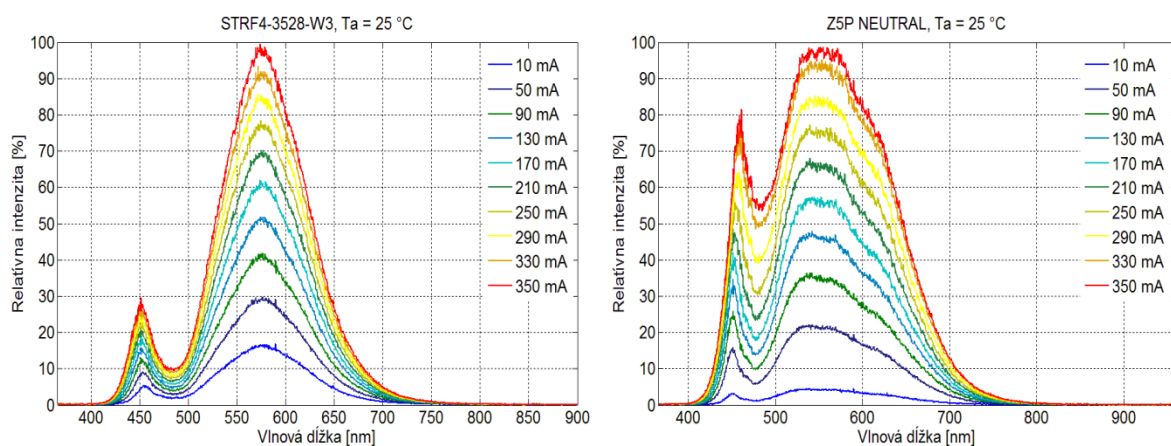 STRF4-3528-W3, Ta = 25 °C
Relatívna intenzita [%]
100
90
80
70
60
50
40
30
20
10
0
10 mA
50 mA
90 mA
130 mA
170 mA
210 mA
250 mA
290 mA
330 mA
350 mA
400 450 500 550 600 650 700 750 800 850 900
Vlnová dĺžka [nm]
Z5P NEUTRAL, Ta = 25 °C
Relatívna intenzita [%]
100
90
80
70
60
50
40
30
20
10
0
10 mA
50 mA
90 mA
130 mA
170 mA
210 mA
250 mA
290 mA
330 mA
350 mA
400 500 600 700 800 900
Vlnová dĺžka [nm]